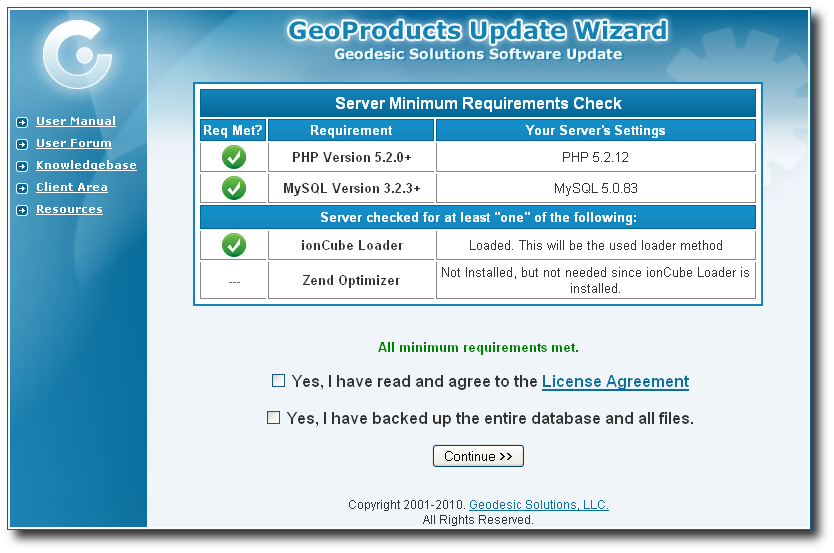 GeoProducts Update Wizard
Geodesic Solutions Software Update
User Manual
User Forum
Knowledgebase
Client Area
Resources
Server Minimum Requirements Check
Req Met? Requirement Your Server's Settings
PHP Version 5.2.0+ PHP 5.2.12
MySQL Version 3.2.3+ MySQL 5.0.83
Server checked for at least "one" of the following:
ionCube Loader Loaded. This will be the used loader method
--- Zend Optimizer Not Installed, but not needed since ionCube Loader is
installed.
All minimum requirements met.
Yes, I have read and agree to the License Agreement
Yes, I have backed up the entire database and all files.
Continue >>
Copyright 2001-2010. Geodesic Solutions, LLC.
All Rights Reserved.